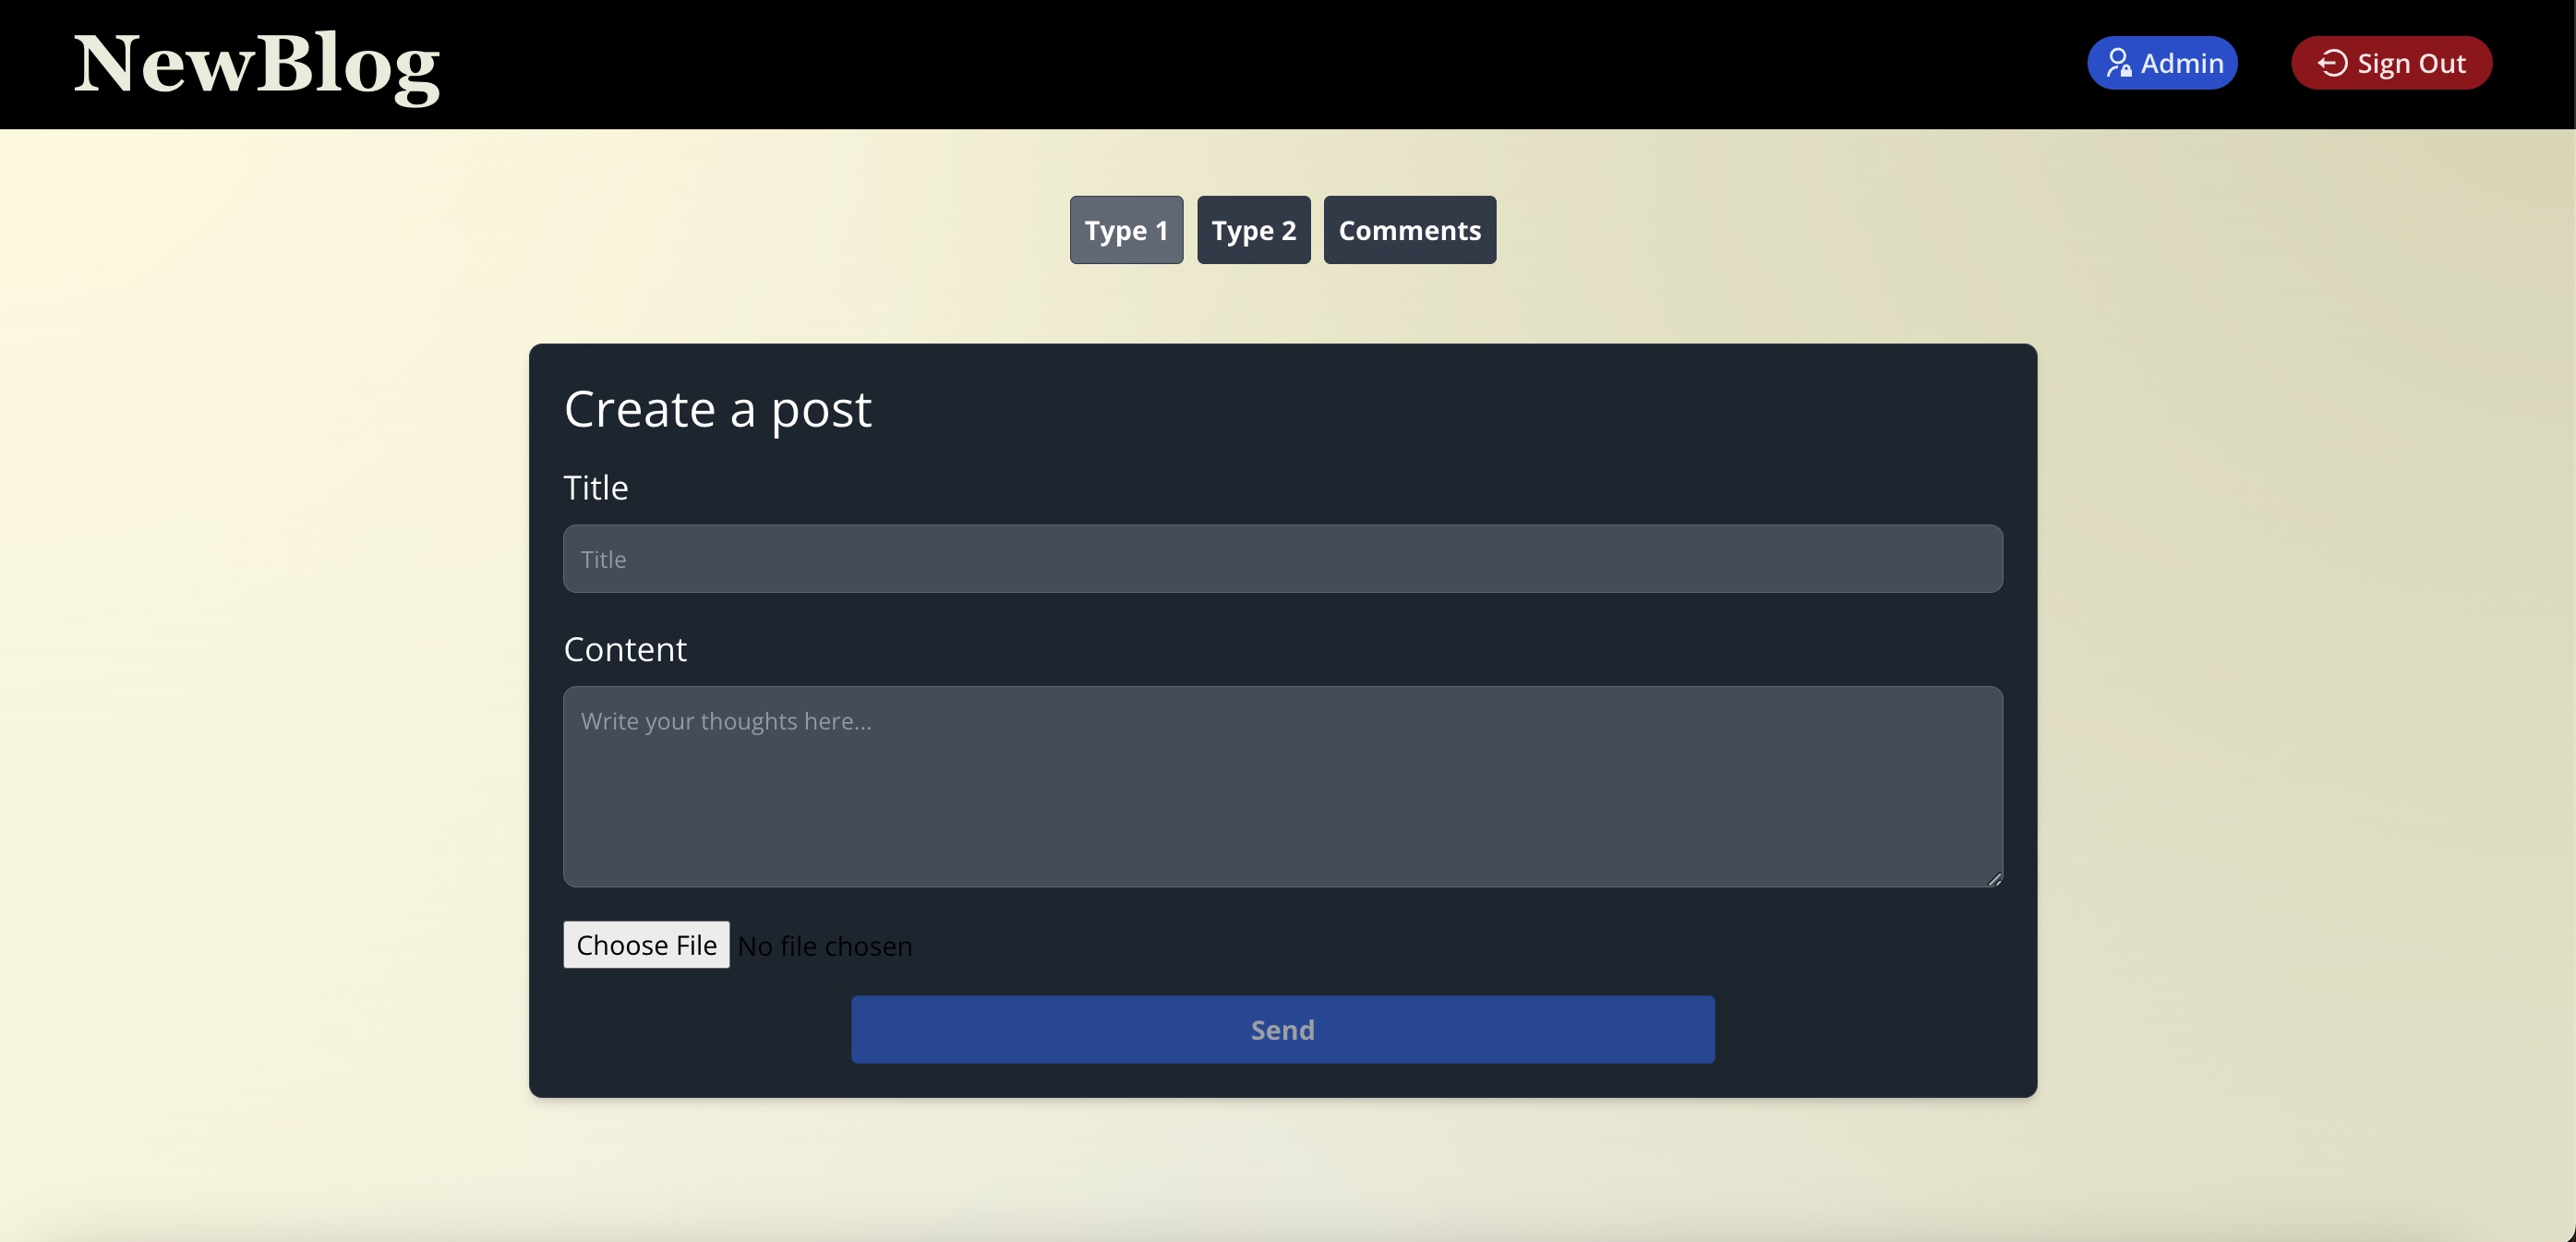 NewBlog
Admin
Sign Out
Type 1
Type 2
Comments
Create a post
Title
Title
Content
Write your thoughts here...
Choose File No file chosen
Send